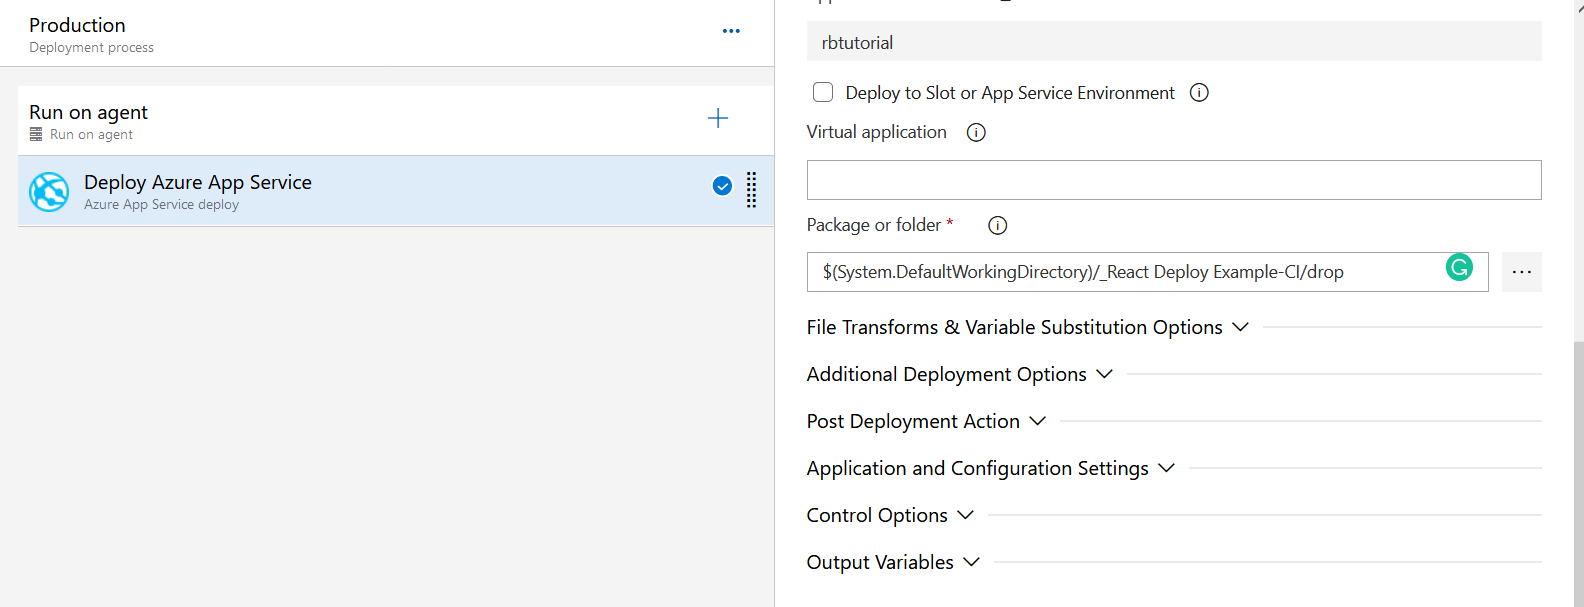 Production
Deployment process
Run on agent
Run on agent
Deploy Azure App Service
Azure App Service deploy
rbtutorial
Deploy to Slot or App Service Environment
Virtual application
Package or folder *
$(System.DefaultWorkingDirectory)/_React Deploy Example-CI/drop
File Transforms & Variable Substitution Options
Additional Deployment Options
Post Deployment Action
Application and Configuration Settings
Control Options
Output Variables